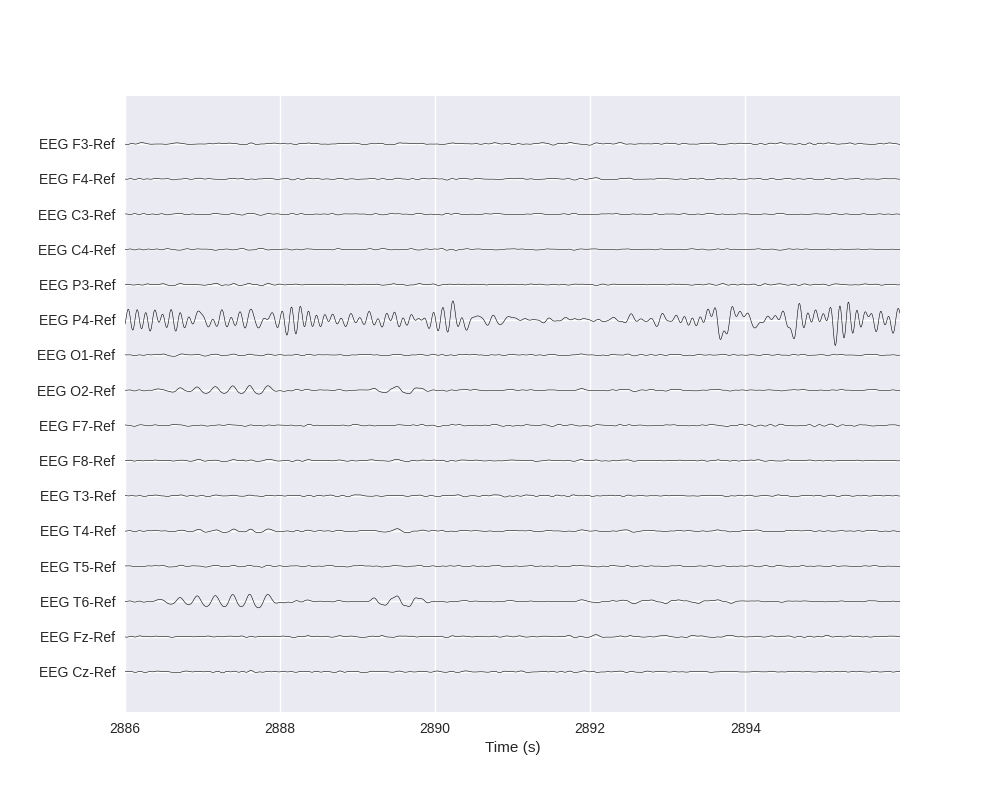 EEG F3-Ref
EEG F4-Ref
EEG C3-Ref
EEG C4-Ref
EEG P3-Ref
EEG P4-Ref
EEG O1-Ref
EEG O2-Ref
EEG F7-Ref
EEG F8-Ref
EEG T3-Ref
EEG T4-Ref
EEG T5-Ref
EEG T6-Ref
EEG Fz-Ref
EEG Cz-Ref
2886 2888 2890 2892 2894
Time (s)